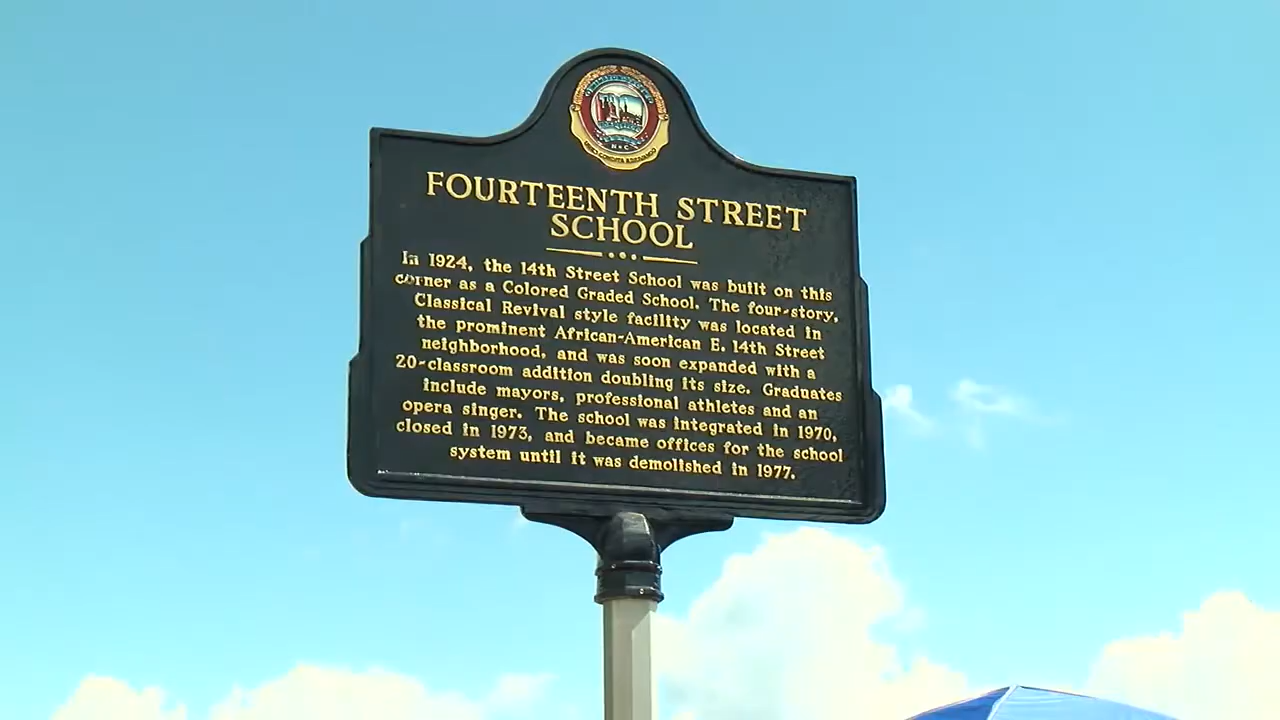 FOURTEENTH STREET
SCHOOL
In 1924, the 14th Street School was built on this
corner as a Colored Graded School. The four-story,
Classical Revival style facility was located in
the prominent African-American E. 14th Street
neighborhood, and was soon expanded with a
20-classroom addition doubling its size. Graduates
include mayors, professional athletes and an
opera singer. The school was integrated in 1970,
closed in 1973, and became offices for the school
system until it was demolished in 1977.